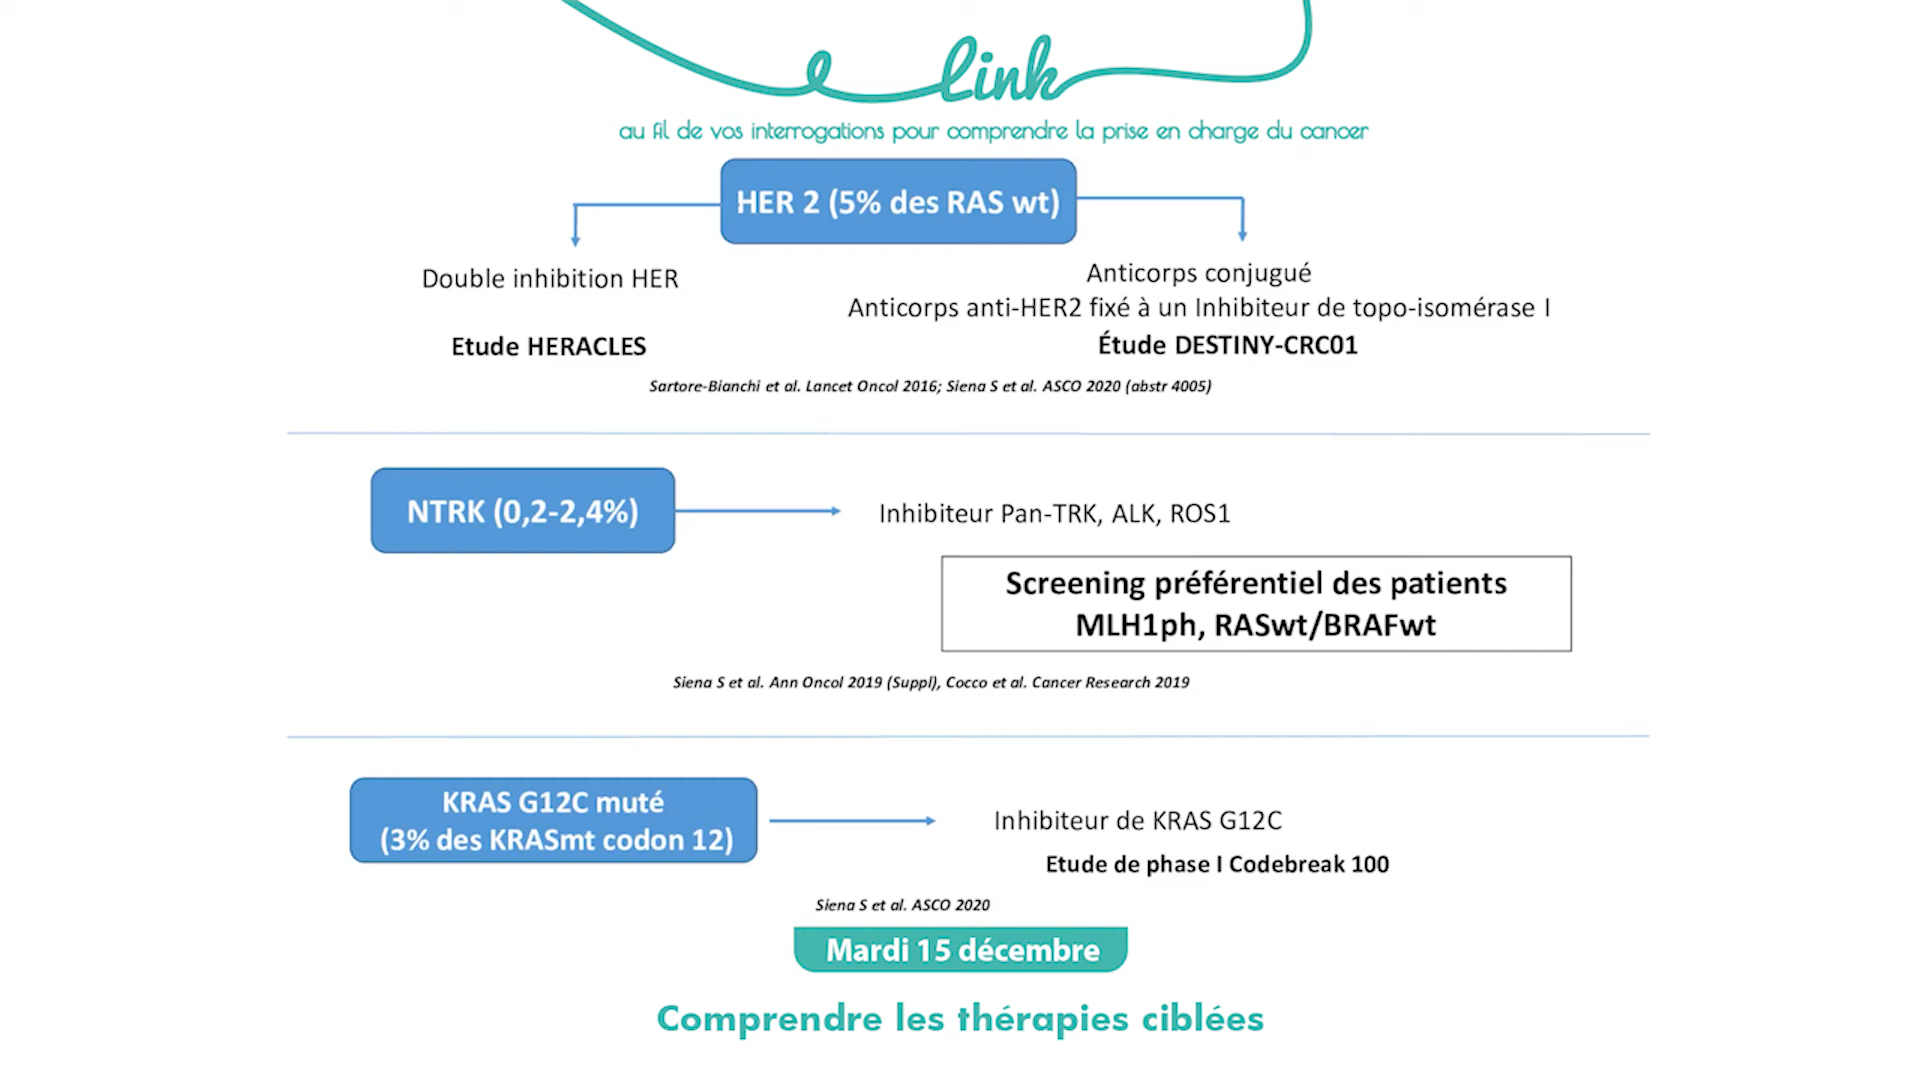 e link
au fil de vos interrogations pour comprendre la prise en charge du cancer
HER 2 (5% des RAS wt)
Double inhibition HER
Etude HERACLES
Anticorps conjugué
Anticorps anti-HER2 fixé à un Inhibiteur de topo-isomérase I
Étude DESTINY-CRC01
Sartore-Bianchi et al. Lancet Oncol 2016; Siena S et al. ASCO 2020 (abstr 4005)
NTRK (0,2-2,4%)
Inhibiteur Pan-TRK, ALK, ROS1
Screening préférentiel des patients
MLH1ph, RASwt/BRAFwt
Siena S et al. Ann Oncol 2019 (Suppl), Cocco et al. Cancer Research 2019
KRAS G12C muté
(3% des KRASmt codon 12)
Inhibiteur de KRAS G12C
Etude de phase I Codebreak 100
Siena S et al. ASCO 2020
Mardi 15 décembre
Comprendre les thérapies ciblées